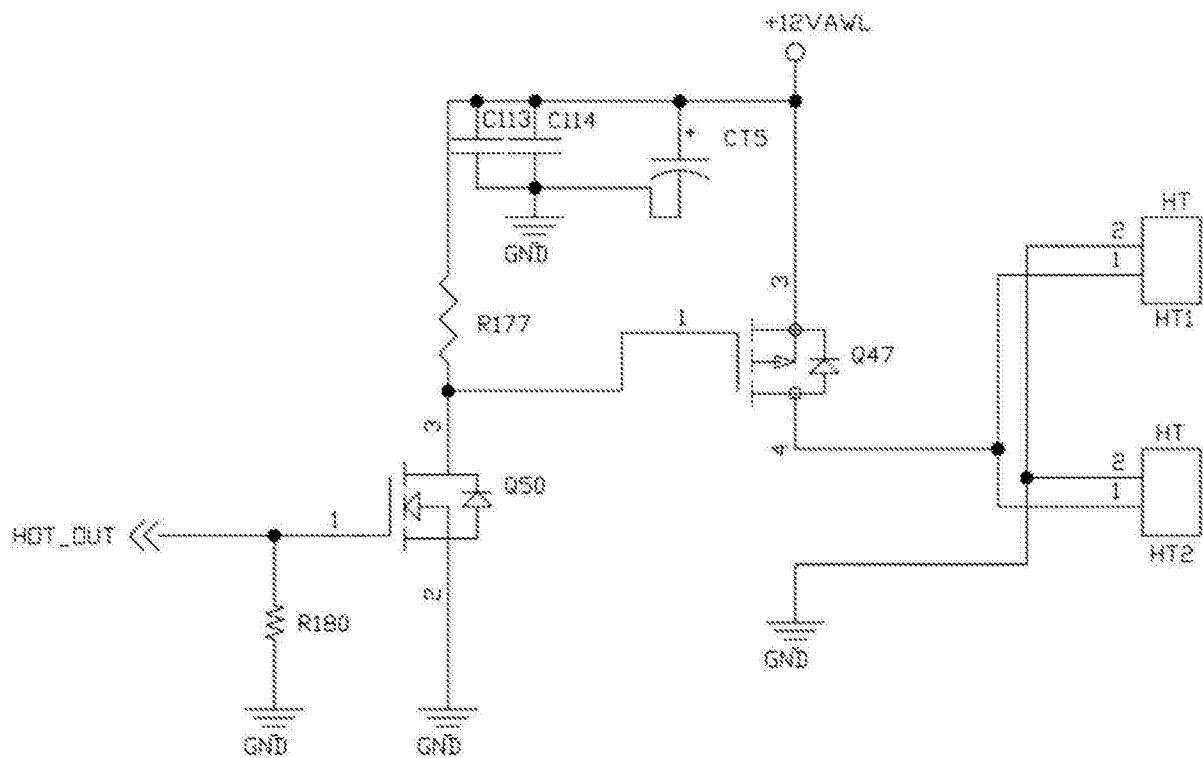 +12VAWL
C113
C114
CT5
GND
HT
2
1
HT1
3
R177
1
Q47
3
4
HT
2
1
HT2
Q50
HOT_OUT
1
2
R180
GND
GND
GND